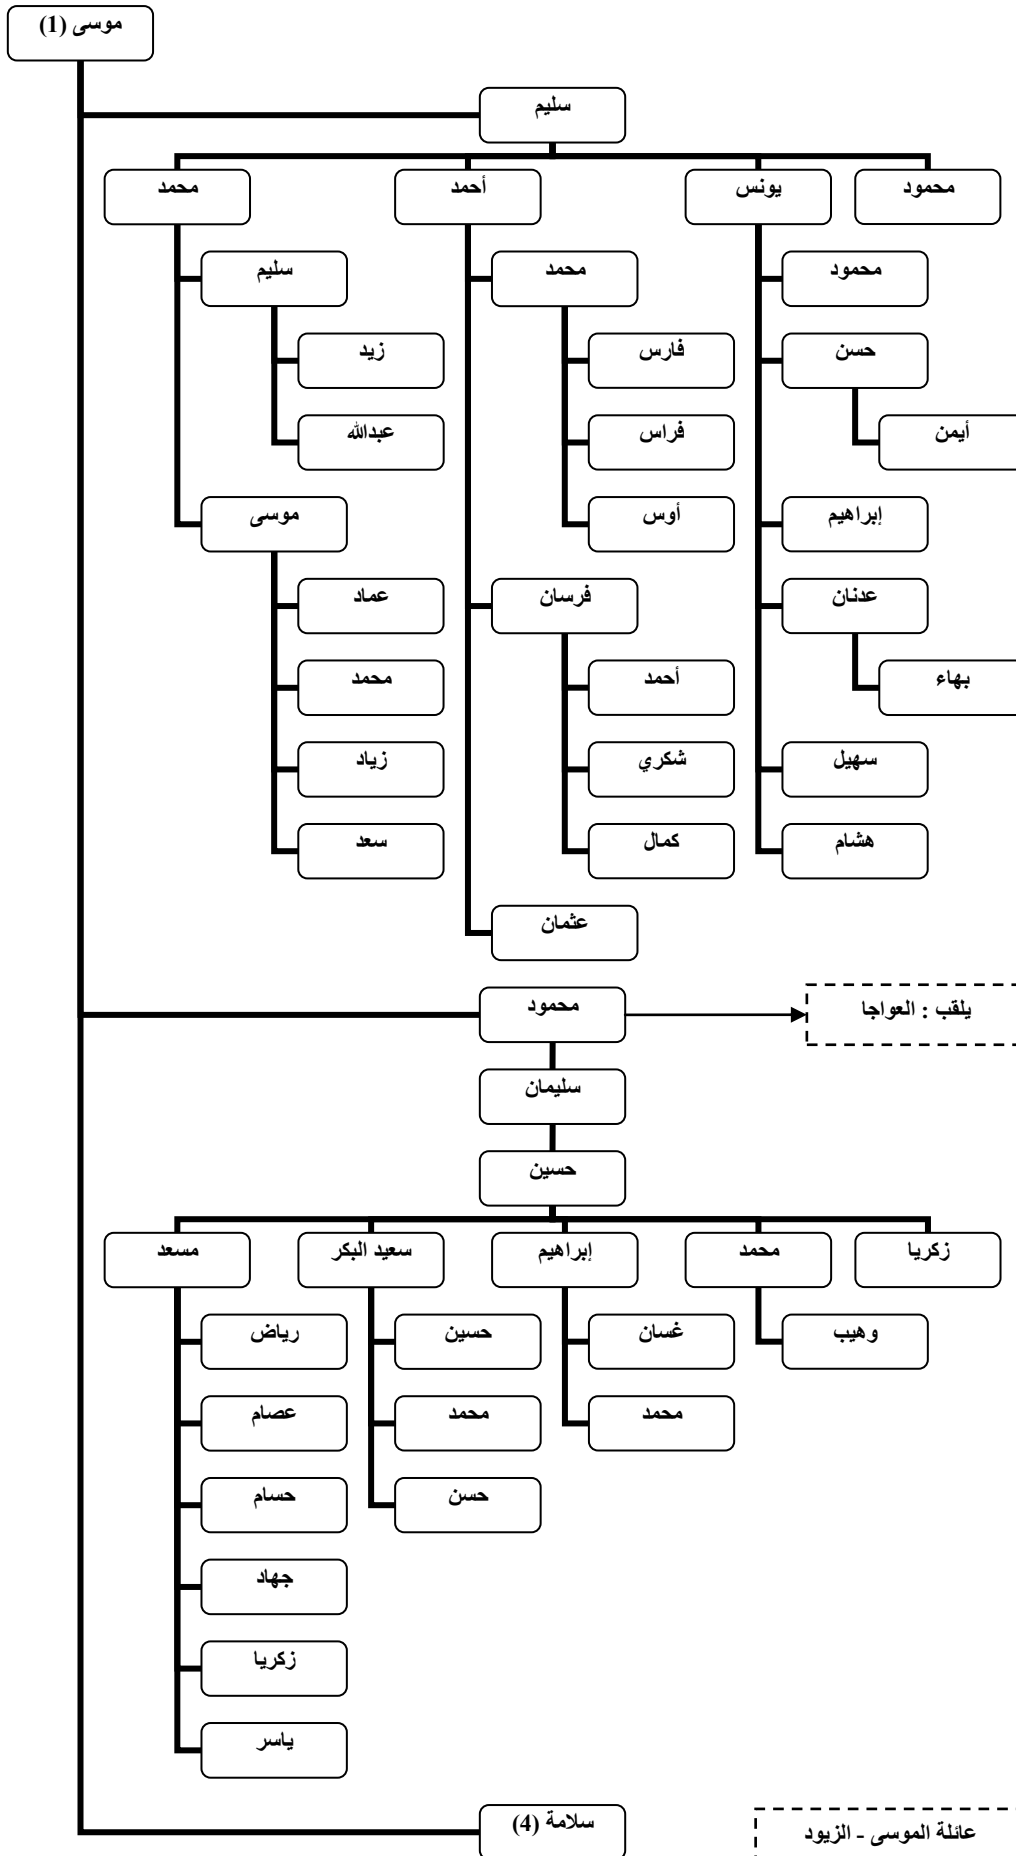 موسى (1)
سليم
محمود
يونس
أحمد
محمد
محمود
محمد
سليم
حسن
فارس
زيد
أيمن
فراس
عبدالله
إبراهيم
أوس
موسى
عدنان
فرسان
عماد
بهاء
أحمد
محمد
سهيل
شكري
زياد
هشام
كمال
سعد
عثمان
محمود
يلقب : العواجا
سليمان
حسين
زكريا
محمد
إبراهيم
سعيد البكر
مسعد
وهيب
غسان
حسين
رياض
محمد
محمد
عصام
حسن
حسام
جهاد
زكريا
ياسر
سلامة (4)
عائلة الموسى - الزيود